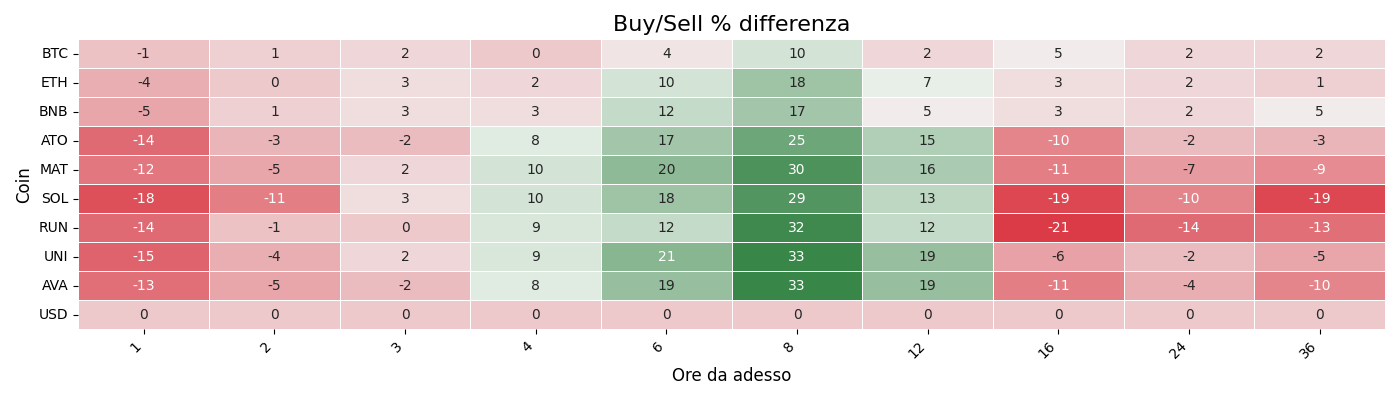 Buy/Sell % differenza
Coin
BTC -1 1 2 0 4 10 2 5 2 2
ETH -4 0 3 2 10 18 7 3 2 1
BNB -5 1 3 3 12 17 5 3 2 5
ATO -14 -3 -2 8 17 25 15 -10 -2 -3
MAT -12 -5 2 10 20 30 16 -11 -7 -9
SOL -18 -11 3 10 18 29 13 -19 -10 -19
RUN -14 -1 0 9 12 32 12 -21 -14 -13
UNI -15 -4 2 9 21 33 19 -6 -2 -5
AVA -13 -5 -2 8 19 33 19 -11 -4 -10
USD 0 0 0 0 0 0 0 0 0 0
1 2 3 4 6 8 12 16 24 36
Ore da adesso